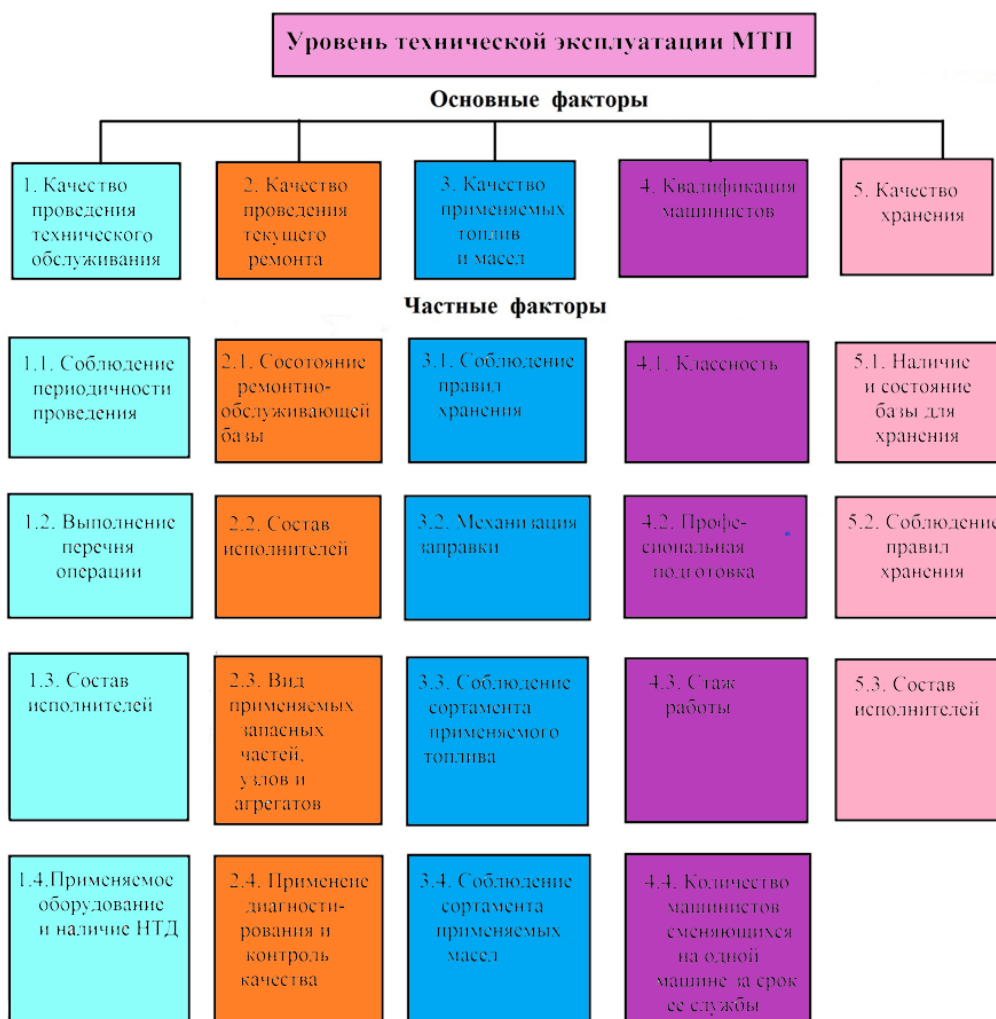 Уровень технической эксплуатации МТП
Основные факторы
1. Качество
проведения
технического
обслуживания
2. Качество
проведения
текущего
ремонта
3. Качество
применяемых
топлив
и масел
4. Квалификация
машинистов
5. Качество
хранения
Частные факторы
1.1. Соблюдение
периодичности
проведения
2.1. Сосотояние
ремонтно-
обслуживающей
базы
3.1. Соблюдение
правил
хранения
4.1. Классность
5.1. Наличие
и состояние
базы для
хранения
1.2. Выполнение
перечня
операции
2.2. Состав
исполнителей
3.2. Механизация
заправки
4.2. Профе-
сиональная
подготовка
5.2. Соблюдение
правил
хранения
1.3. Состав
исполнителей
2.3. Вид
применяемых
запасных
частей,
узлов и
агрегатов
3.3. Соблюдение
сортамента
применяемого
топлива
4.3. Стаж
работы
5.3. Состав
исполнителей
1.4.Применяемое
оборудование
и наличие НТД
2.4. Применеие
диагности-
рования и
контроль
качества
3.4. Соблюдение
сортамента
применяемых
масел
4.4. Количество
машинистов
сменяющихся
на одной
машине за срок
ее службы